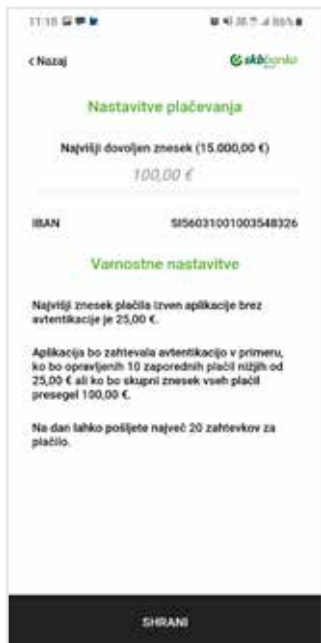 11:18
< Nazaj
skb banka
Nastavitve plačevanja
Najvišji dovoljen znesek (15.000,00 €)
100,00 €
IBAN SI56031001003548326
Varnostne nastavitve
Najvišji znesek plačila izven aplikacije brez
avtentikacije je 25,00 €.
Aplikacija bo zahtevala avtentikacijo v primeru,
ko bo opravljenih 10 zaporednih plačil nižjih od
25,00 € ali ko bo skupni znesek vseh plačil
presegel 100,00 €.
Na dan lahko pošljete največ 20 zahtevkov za
plačilo.
SHRANI